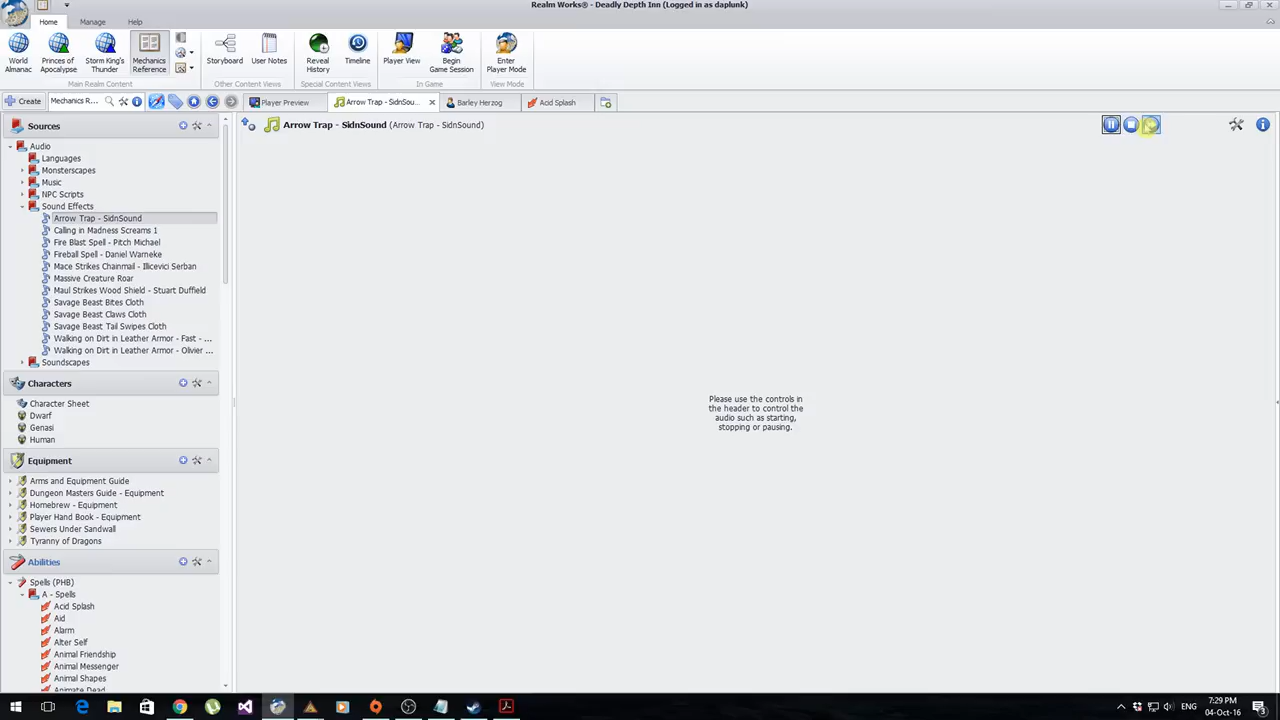 Realm Works® - Deadly Depth Inn (Logged in as daplunk)
Home Manage Help
World Almanac
Princes of Apocalypse
Storm King's Thunder
Mechanics Reference
Storyboard
User Notes
Reveal History
Timeline
Player View
Begin Game Session
Enter Player Mode
Main Realm Content
Other Content Views
Special Content Views
In Game
View Mode
Create
Mechanics R...
Player Preview
Arrow Trap - SidnSou...
Barley Herzog
Acid Splash
Sources
Audio
Languages
Monsterscapes
Music
NPC Scripts
Sound Effects
Arrow Trap - SidnSound
Calling in Madness Screams 1
Fire Blast Spell - Pitch Michael
Fireball Spell - Daniel Warneke
Mace Strikes Chainmail - Illicevici Serban
Massive Creature Roar
Maul Strikes Wood Shield - Stuart Duffield
Savage Beast Bites Cloth
Savage Beast Claws Cloth
Savage Beast Tail Swipes Cloth
Walking on Dirt in Leather Armor - Fast - ...
Walking on Dirt in Leather Armor - Olivier ...
Soundscapes
Characters
Character Sheet
Dwarf
Genasi
Human
Equipment
Arms and Equipment Guide
Dungeon Masters Guide - Equipment
Homebrew - Equipment
Player Hand Book - Equipment
Sewers Under Sandwall
Tyranny of Dragons
Abilities
Spells (PHB)
A - Spells
Acid Splash
Aid
Alarm
Alter Self
Animal Friendship
Animal Messenger
Animal Shapes
Animate Dead
Arrow Trap - SidnSound (Arrow Trap - SidnSound)
Please use the controls in
the header to control the
audio such as starting,
stopping or pausing.
ENG
7:29 PM
04-Oct-16
3